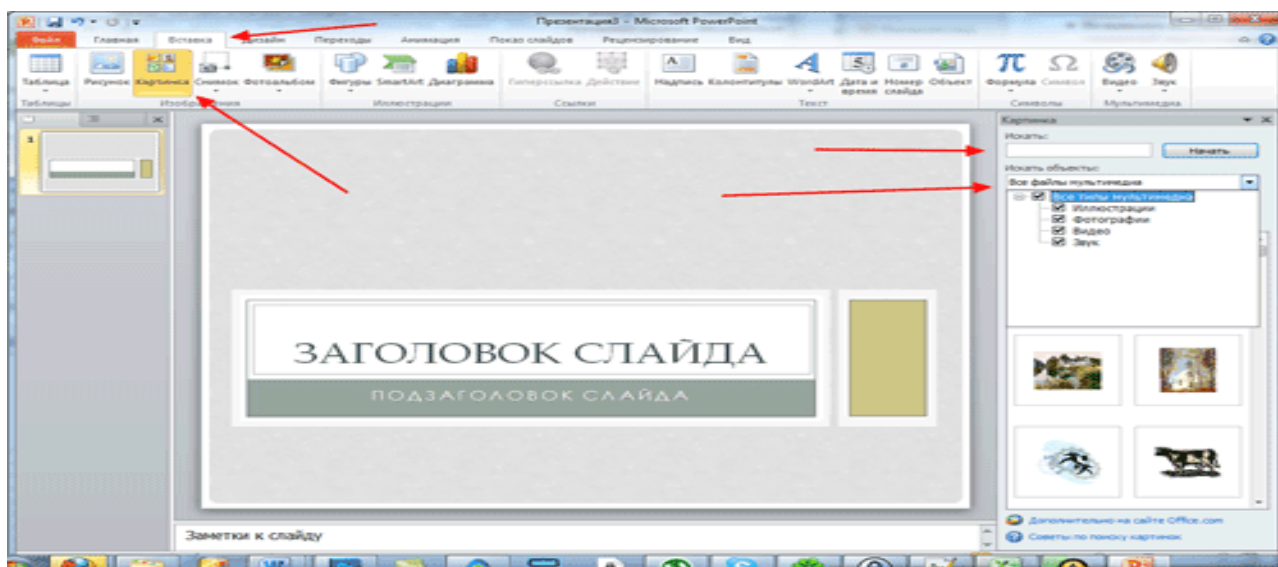 Презентация3 - Microsoft PowerPoint
Файл Главная Вставка Дизайн Переходы Анимация Показ слайдов Рецензирование Вид
Таблица Рисунок Картинка Снимок Фотоальбом Фигуры SmartArt Диаграмма Гиперссылка Действие Надпись Колонтитулы WordArt Дата и время Номер слайда Объект Формула Символ Видео Звук
Таблицы Изображения Иллюстрации Ссылки Текст Символы Мультимедиа
1
Картинка
Искать:
Начать
Искать объекты:
Все файлы мультимедиа
Все типы мультимедиа
Иллюстрации
Фотографии
Видео
Звук
ЗАГОЛОВОК СЛАЙДА
ПОДЗАГОЛОВОК СЛАЙДА
Заметки к слайду
Дополнительно на сайте Office.com
Советы по поиску картинок